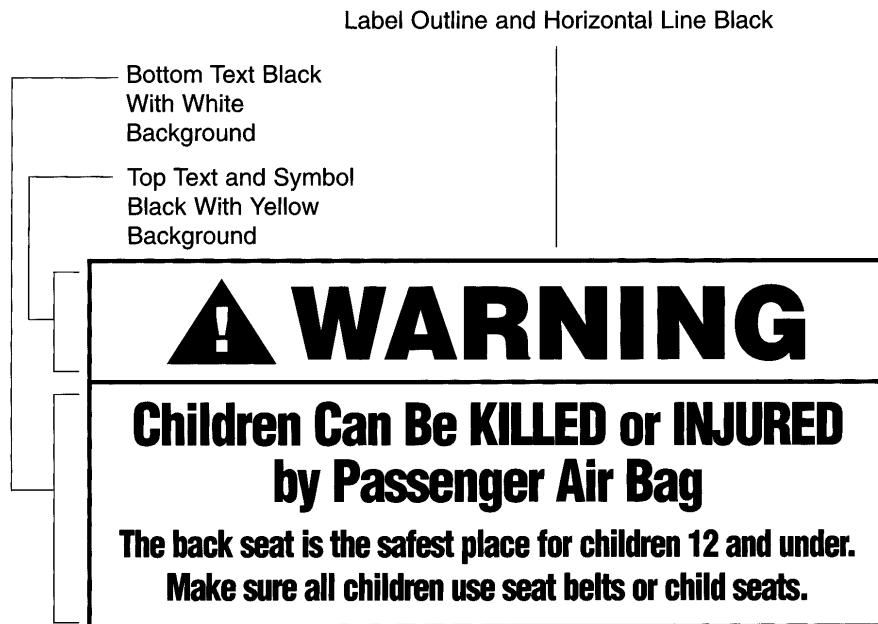 Label Outline and Horizontal Line Black
Bottom Text Black
With White
Background
Top Text and Symbol
Black With Yellow
Background
WARNING
Children Can Be KILLED or INJURED
by Passenger Air Bag
The back seat is the safest place for children 12 and under.
Make sure all children use seat belts or child seats.